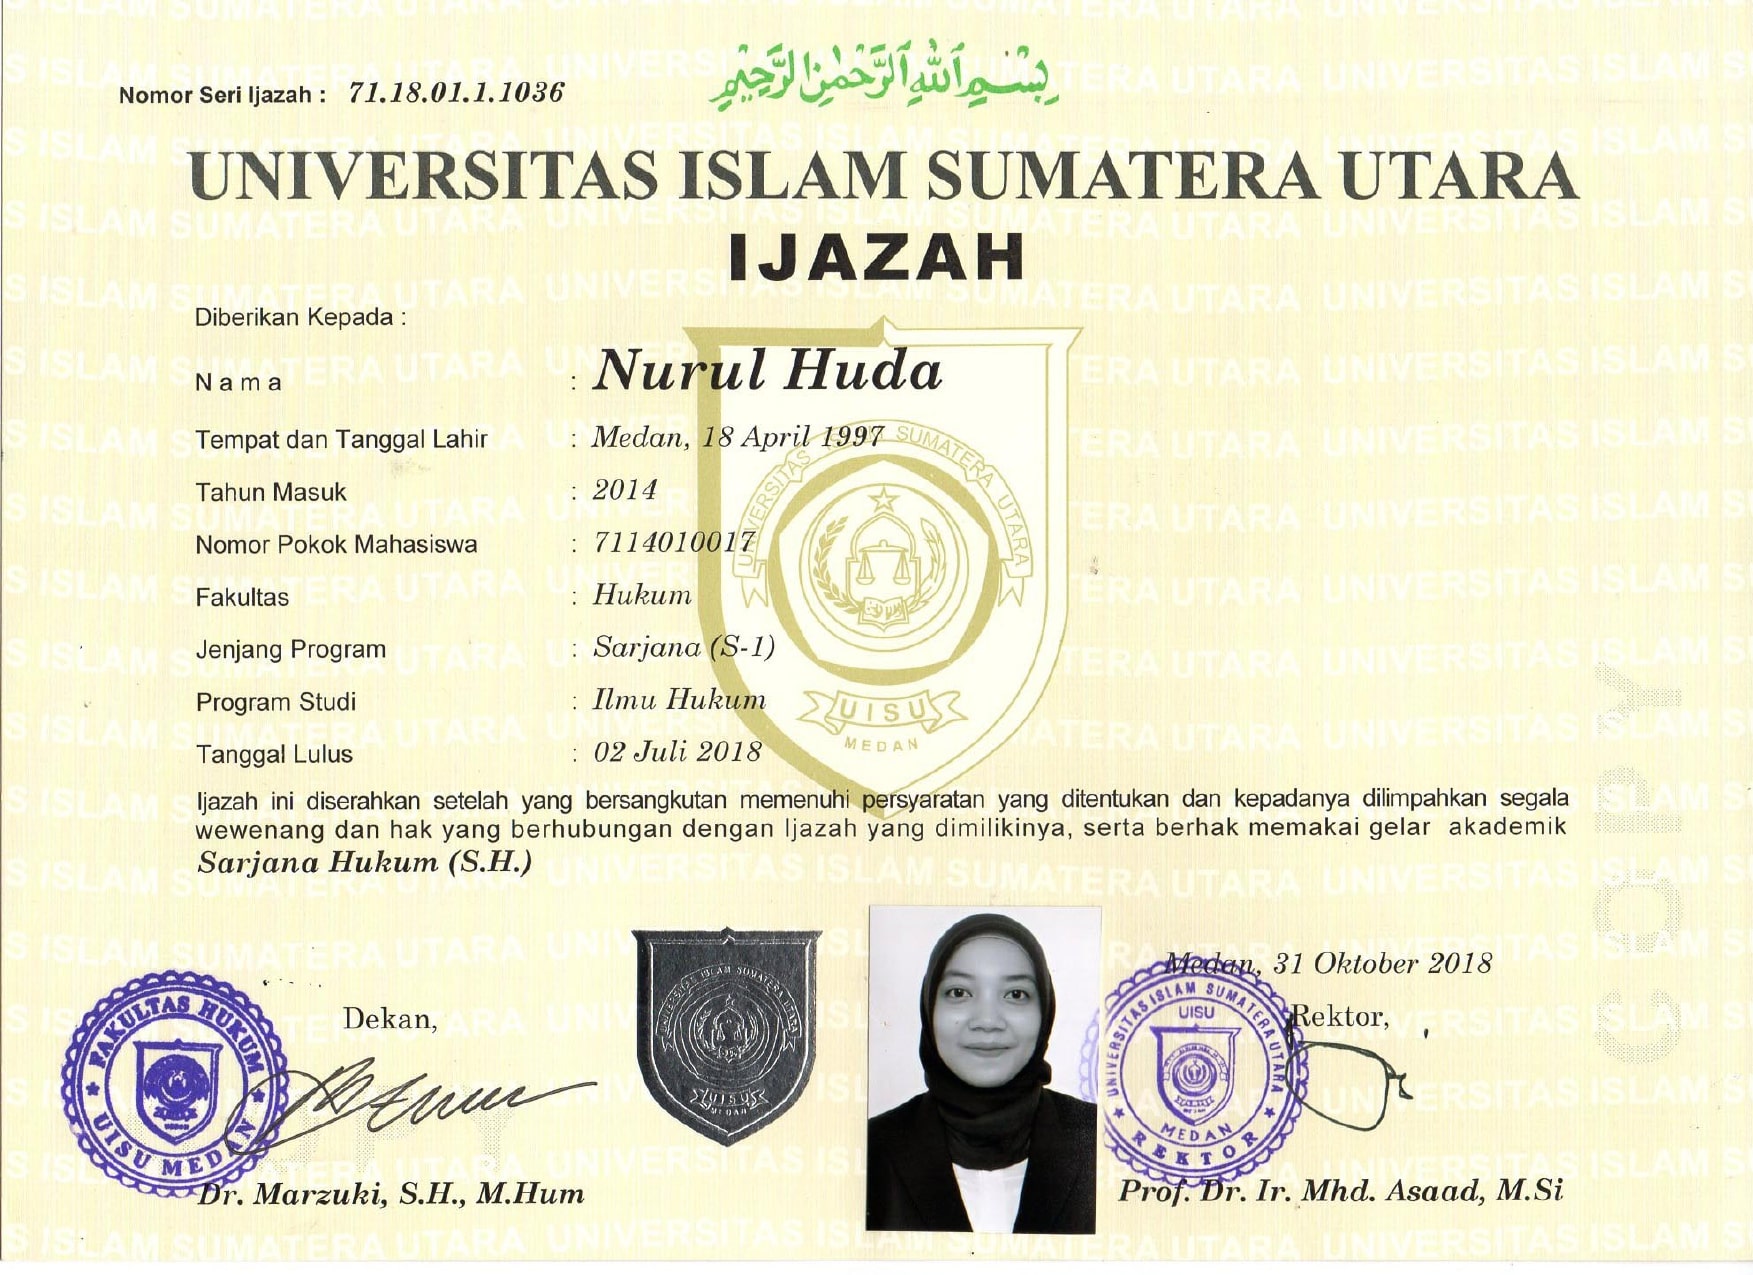 Nomor Seri Ijazah : 71.18.01.1.1036
بِسْمِ اللهِ الرَّحْمٰنِ الرَّحِيْمِ
UNIVERSITAS ISLAM SUMATERA UTARA
IJAZAH
Diberikan Kepada :
Nama : Nurul Huda
Tempat dan Tanggal Lahir : Medan, 18 April 1997
Tahun Masuk : 2014
Nomor Pokok Mahasiswa : 7114010017
Fakultas : Hukum
Jenjang Program : Sarjana (S-1)
Program Studi : Ilmu Hukum
Tanggal Lulus : 02 Juli 2018
UNIVERSITAS ISLAM SUMATERA UTARA
UISU
MEDAN
Ijazah ini diserahkan setelah yang bersangkutan memenuhi persyaratan yang ditentukan dan kepadanya dilimpahkan segala
wewenang dan hak yang berhubungan dengan Ijazah yang dimilikinya, serta berhak memakai gelar akademik
Sarjana Hukum (S.H.)
COPY
Medan, 31 Oktober 2018
Dekan,
Rektor,
FAKULTAS HUKUM
UISU MEDAN
UNIVERSITAS ISLAM SUMATERA UTARA
UISU
MEDAN
UNIVERSITAS ISLAM SUMATERA UTARA
UISU
MEDAN
REKTOR
Dr. Marzuki, S.H., M.Hum
Prof. Dr. Ir. Mhd. Asaad, M.Si